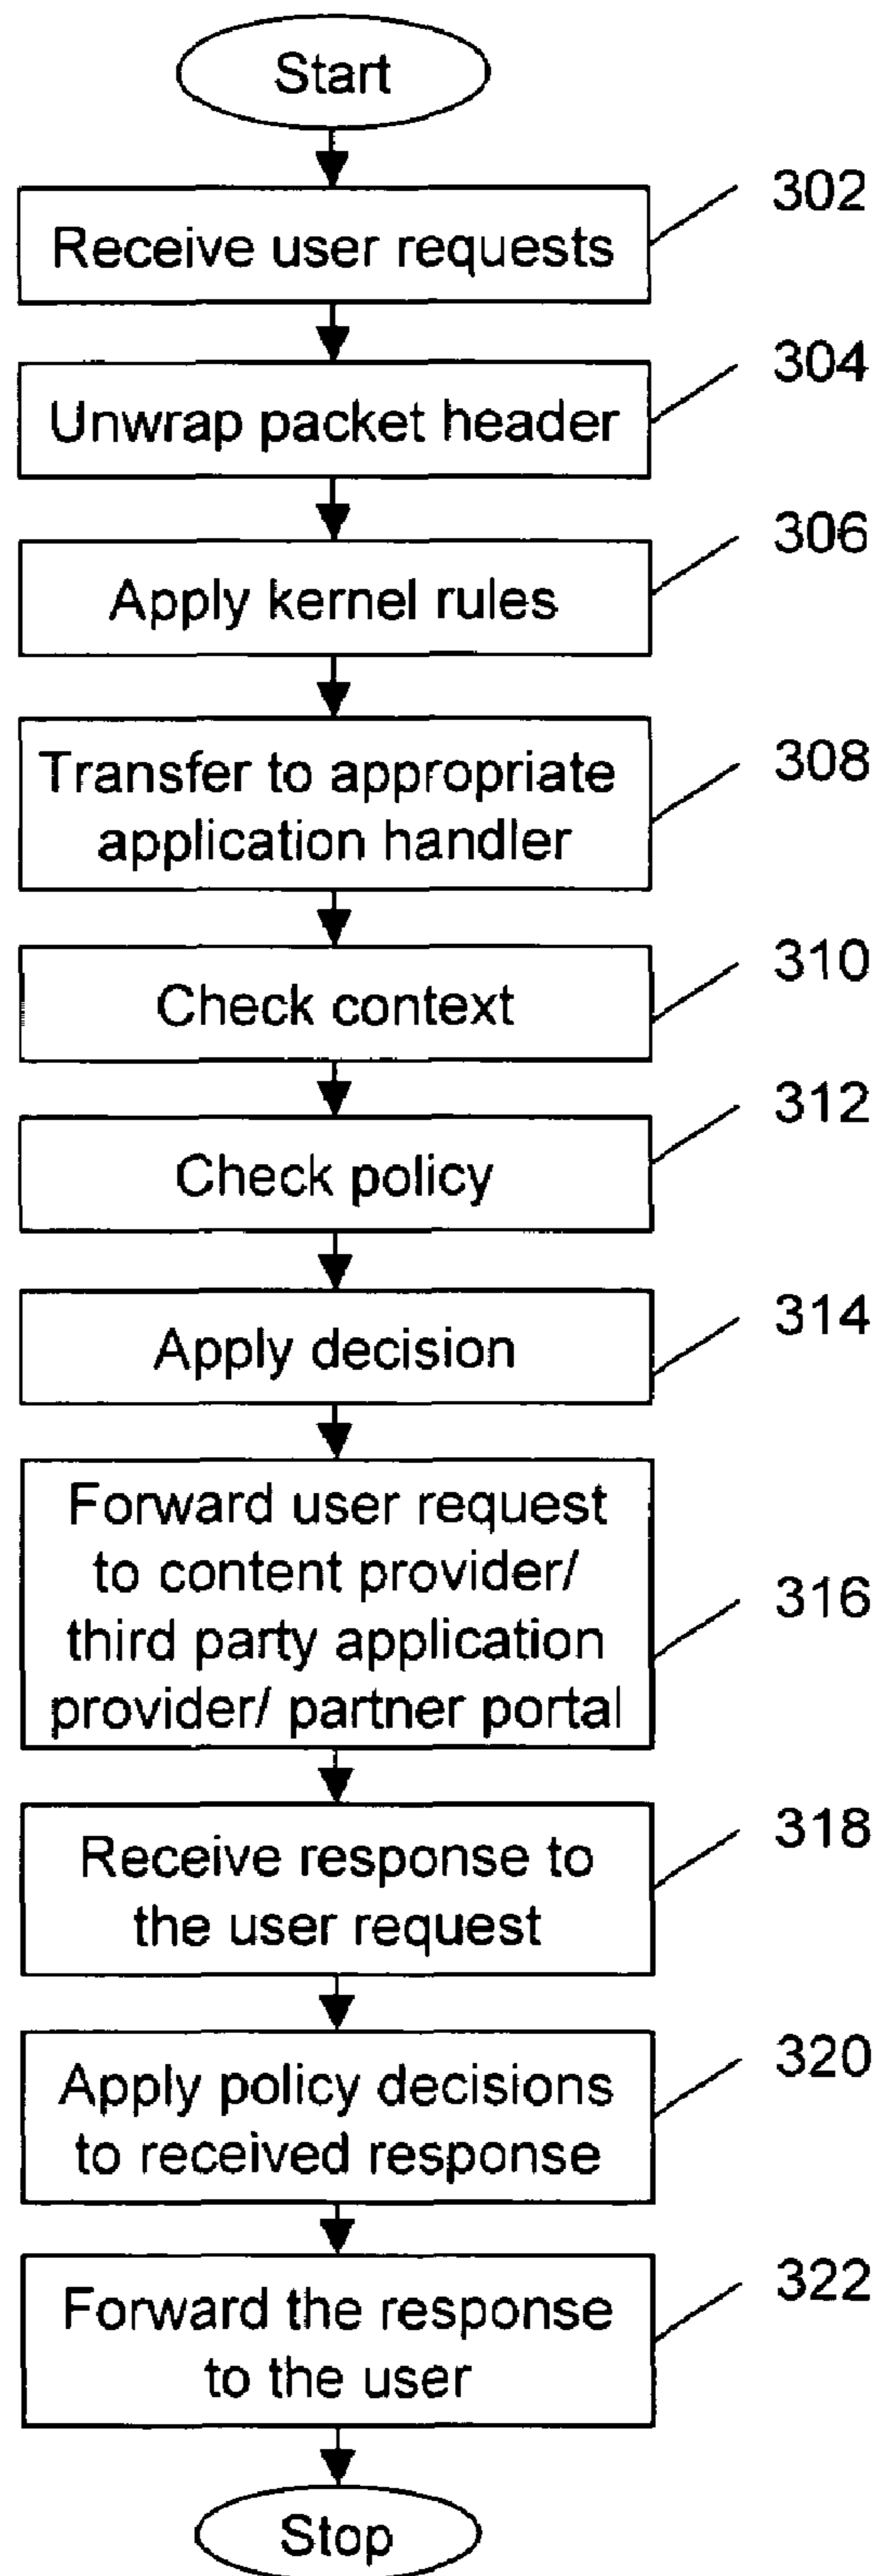 Start
Receive user requests
302
Unwrap packet header
304
Apply kernel rules
306
Transfer to appropriate
application handler
308
Check context
310
Check policy
312
Apply decision
314
Forward user request
to content provider/
third party application
provider/ partner portal
316
Receive response to
the user request
318
Apply policy decisions
to received response
320
Forward the response
to the user
322
Stop